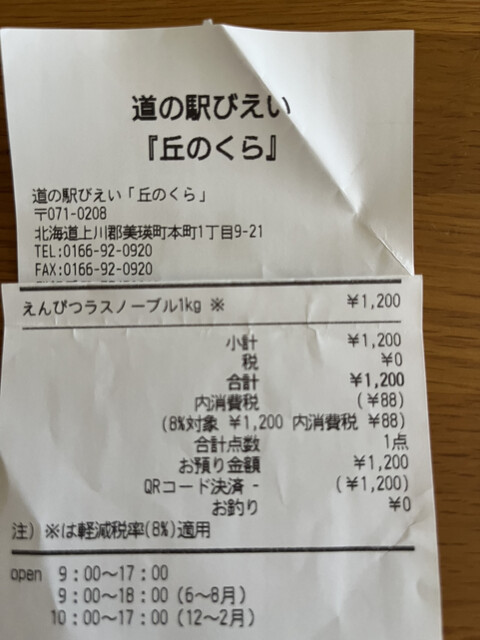 道の駅びえい
『丘のくら』
道の駅びえい「丘のくら」
〒071-0208
北海道上川郡美瑛町本町1丁目9-21
TEL:0166-92-0920
FAX:0166-92-0920
えんぴつラスノーブル1kg ※ ¥1,200
小計 ¥1,200
税 ¥0
合計 ¥1,200
内消費税 (¥88)
(8%対象 ¥1,200 内消費税 ¥88)
合計点数 1点
お預り金額 ¥1,200
QRコード決済 - (¥1,200)
お釣り ¥0
注) ※は軽減税率(8%)適用
open 9:00～17:00
9:00～18:00 (6～8月)
10:00～17:00 (12～2月)